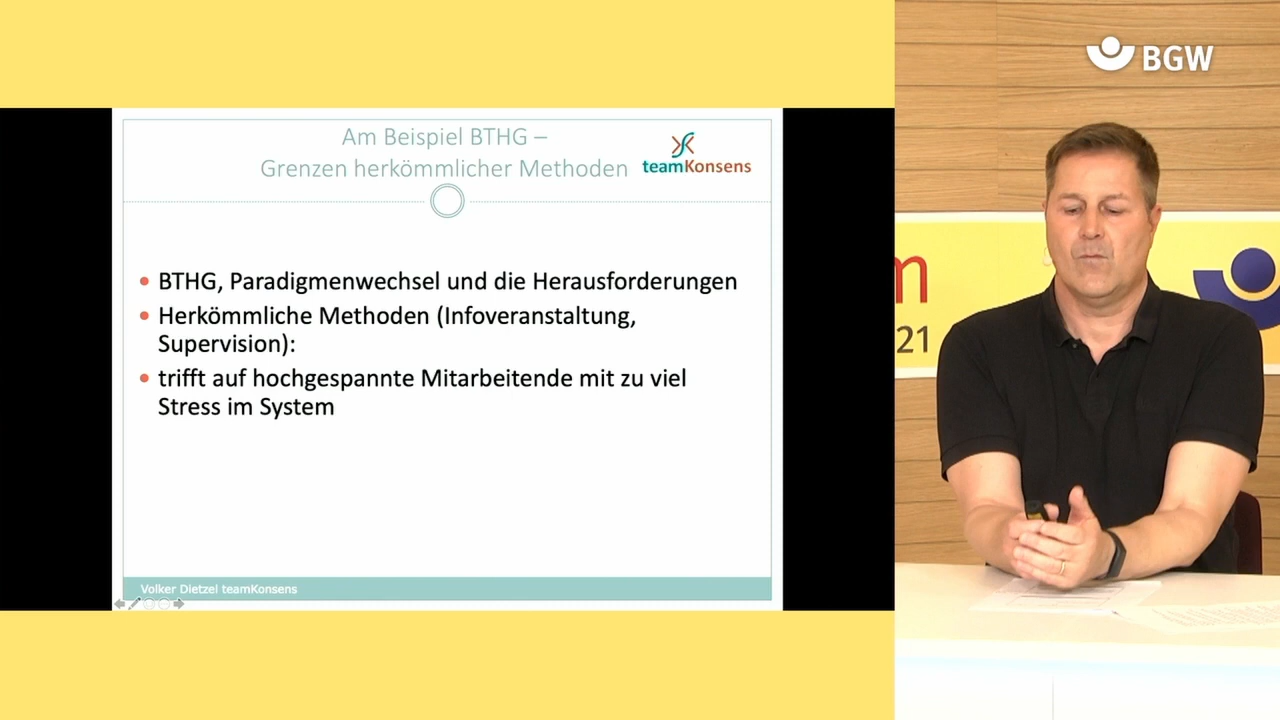 Am Beispiel BTHG –
Grenzen herkömmlicher Methoden
teamKonsens
• BTHG, Paradigmenwechsel und die Herausforderungen
• Herkömmliche Methoden (Infoveranstaltung,
Supervision):
• trifft auf hochgespannte Mitarbeitende mit zu viel
Stress im System
Volker Dietzel teamKonsens
BGW
m
21